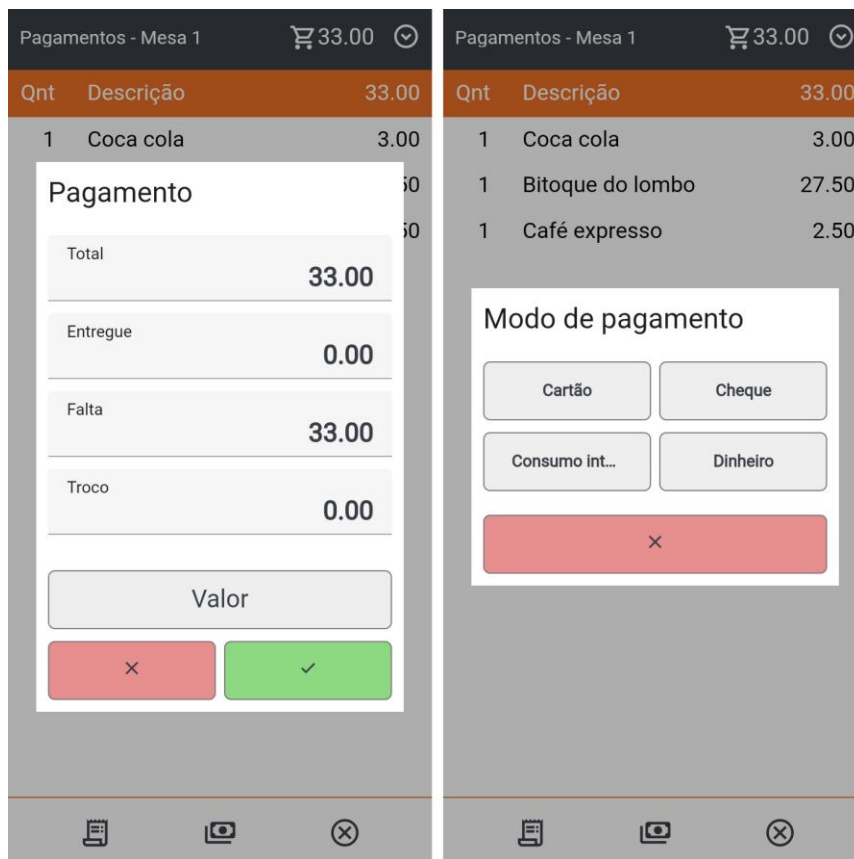 Pagamentos - Mesa 1 33.00
Qnt Descrição 33.00
1 Coca cola 3.00
50
50
Pagamento
Total
33.00
Entregue
0.00
Falta
33.00
Troco
0.00
Valor
Pagamentos - Mesa 1 33.00
Qnt Descrição 33.00
1 Coca cola 3.00
1 Bitoque do lombo 27.50
1 Café expresso 2.50
Modo de pagamento
Cartão Cheque
Consumo int... Dinheiro